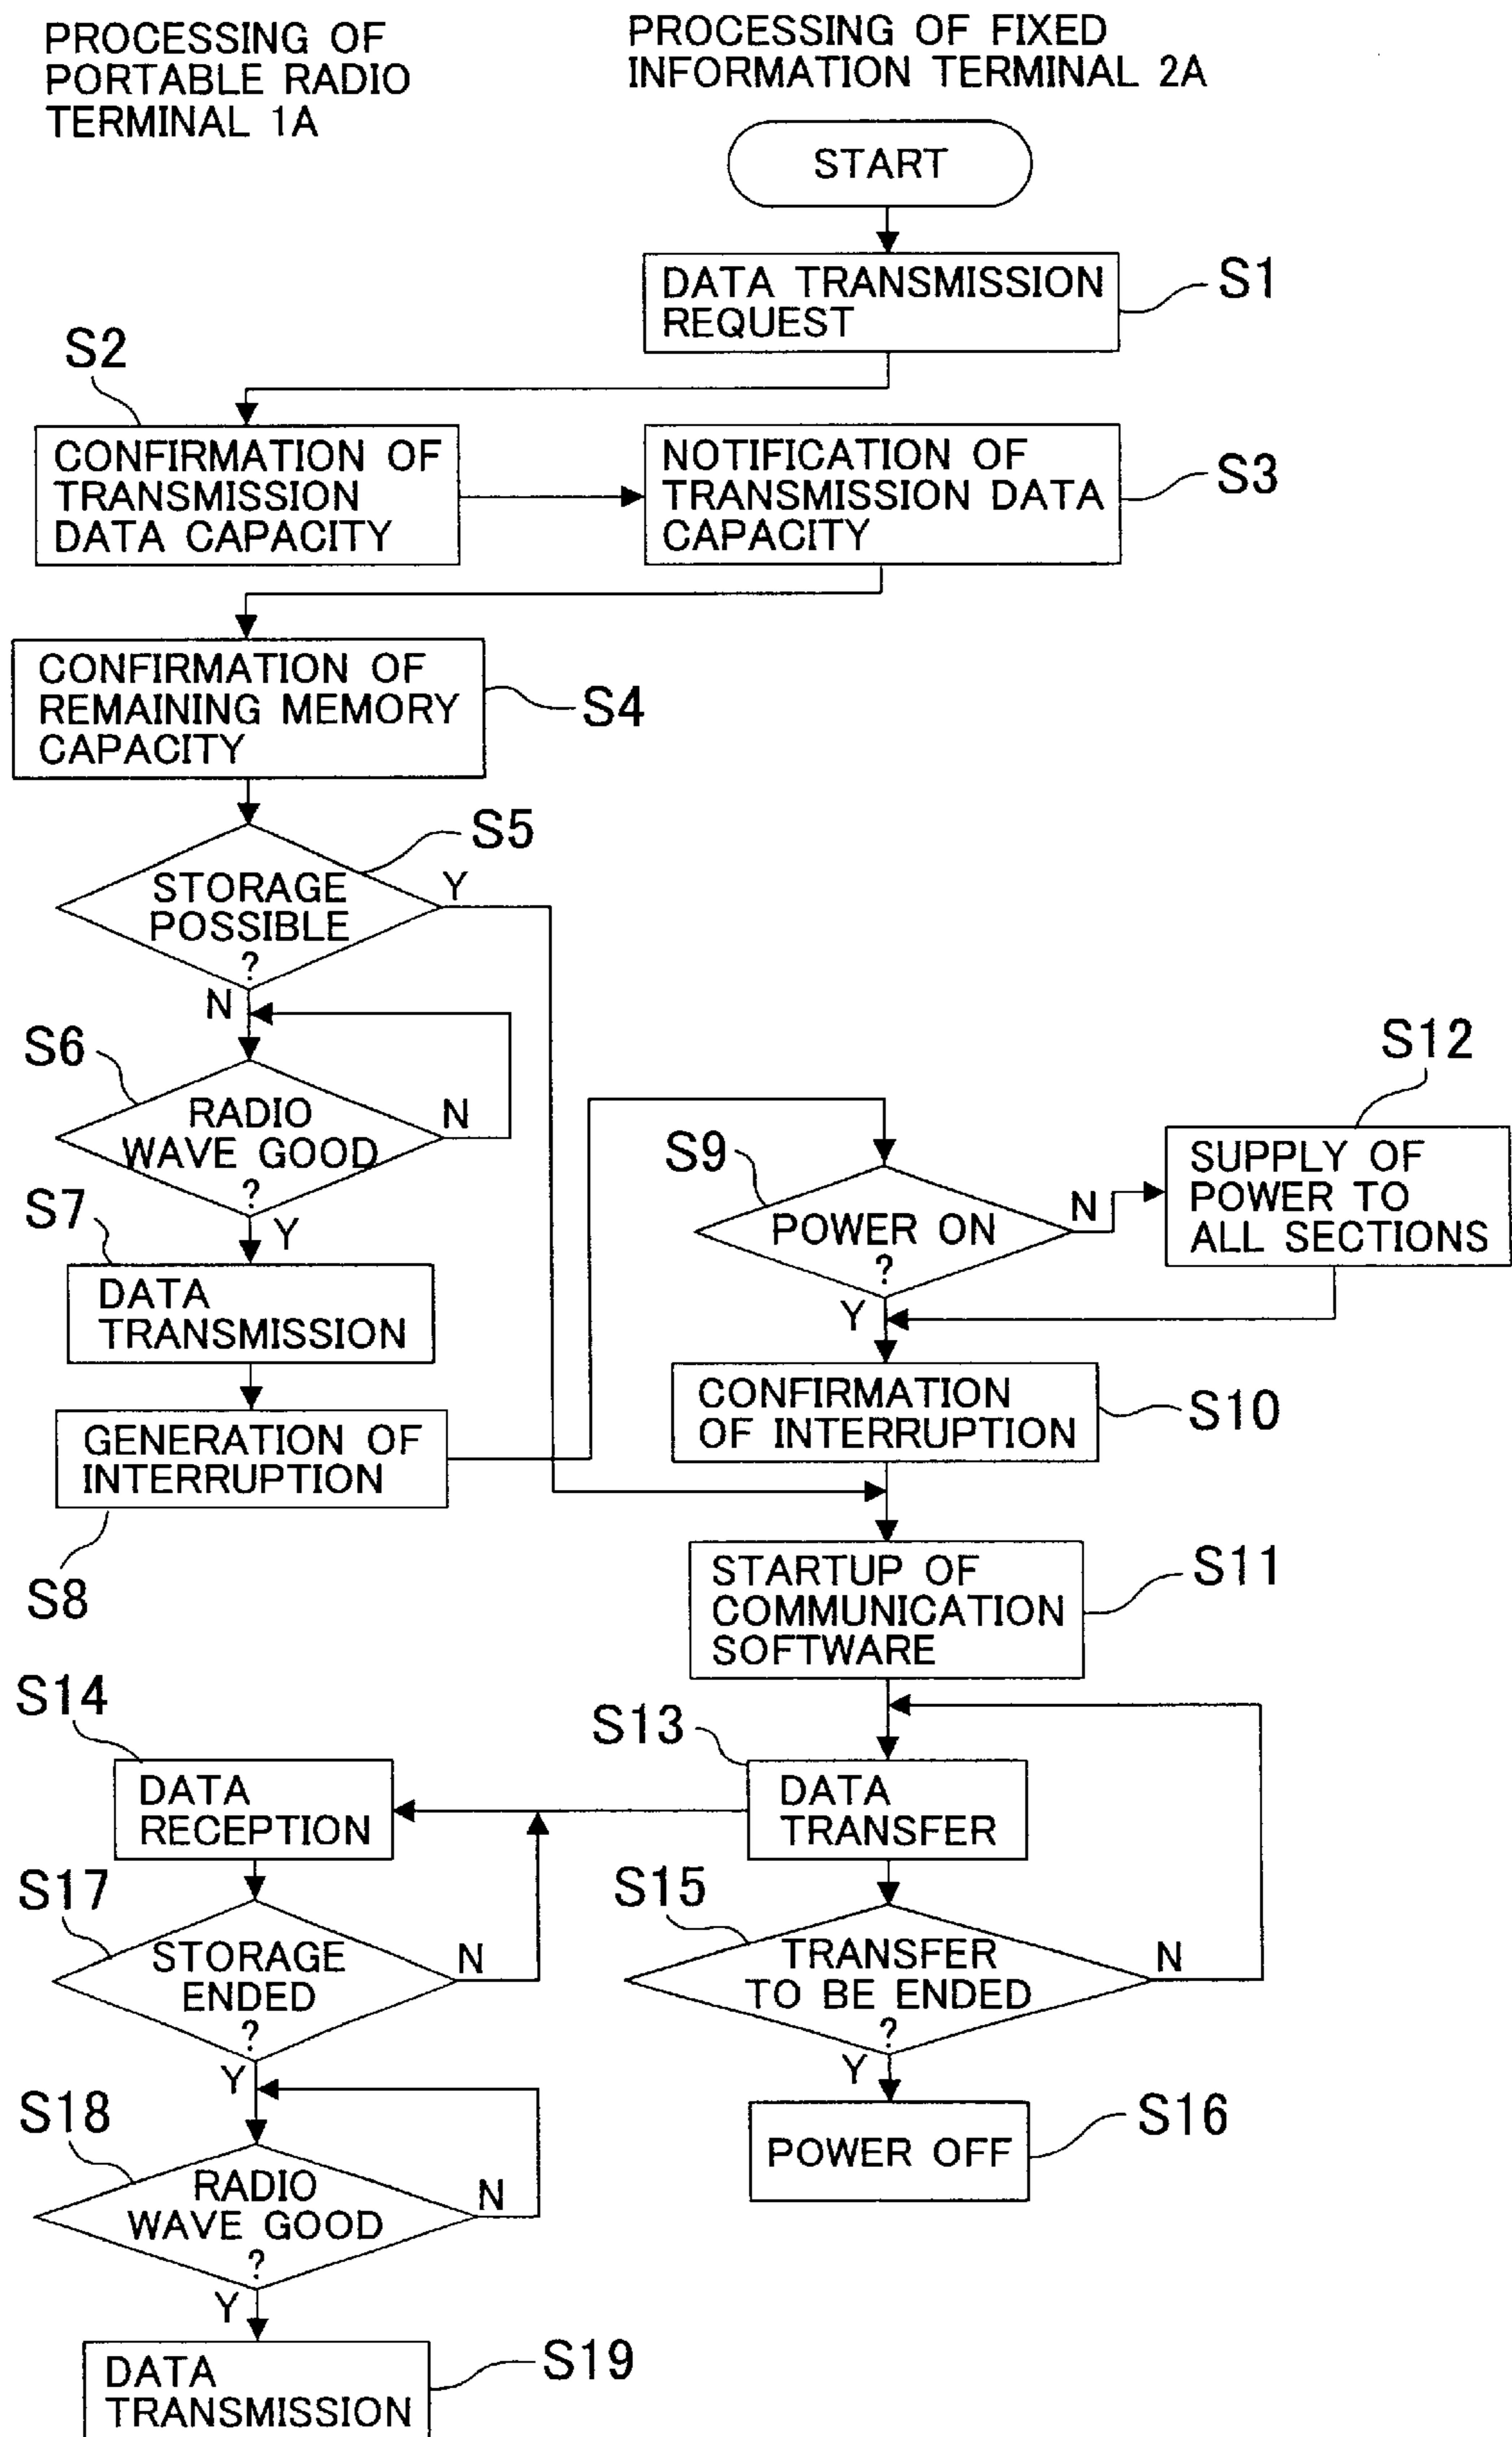 PROCESSING OF
PORTABLE RADIO
TERMINAL 1A
PROCESSING OF FIXED
INFORMATION TERMINAL 2A
START
DATA TRANSMISSION
REQUEST
S1
S2
CONFIRMATION OF
TRANSMISSION
DATA CAPACITY
NOTIFICATION OF
TRANSMISSION DATA
CAPACITY
S3
CONFIRMATION OF
REMAINING MEMORY
CAPACITY
S4
S5
STORAGE
POSSIBLE
?
Y
N
S6
RADIO
WAVE GOOD
?
N
Y
S7
DATA
TRANSMISSION
GENERATION OF
INTERRUPTION
S8
S9
POWER ON
?
N
Y
S12
SUPPLY OF
POWER TO
ALL SECTIONS
CONFIRMATION
OF INTERRUPTION
S10
STARTUP OF
COMMUNICATION
SOFTWARE
S11
S14
DATA
RECEPTION
S13
DATA
TRANSFER
S17
STORAGE
ENDED
?
N
Y
S15
TRANSFER
TO BE ENDED
?
N
Y
POWER OFF
S16
S18
RADIO
WAVE GOOD
?
N
Y
DATA
TRANSMISSION
S19